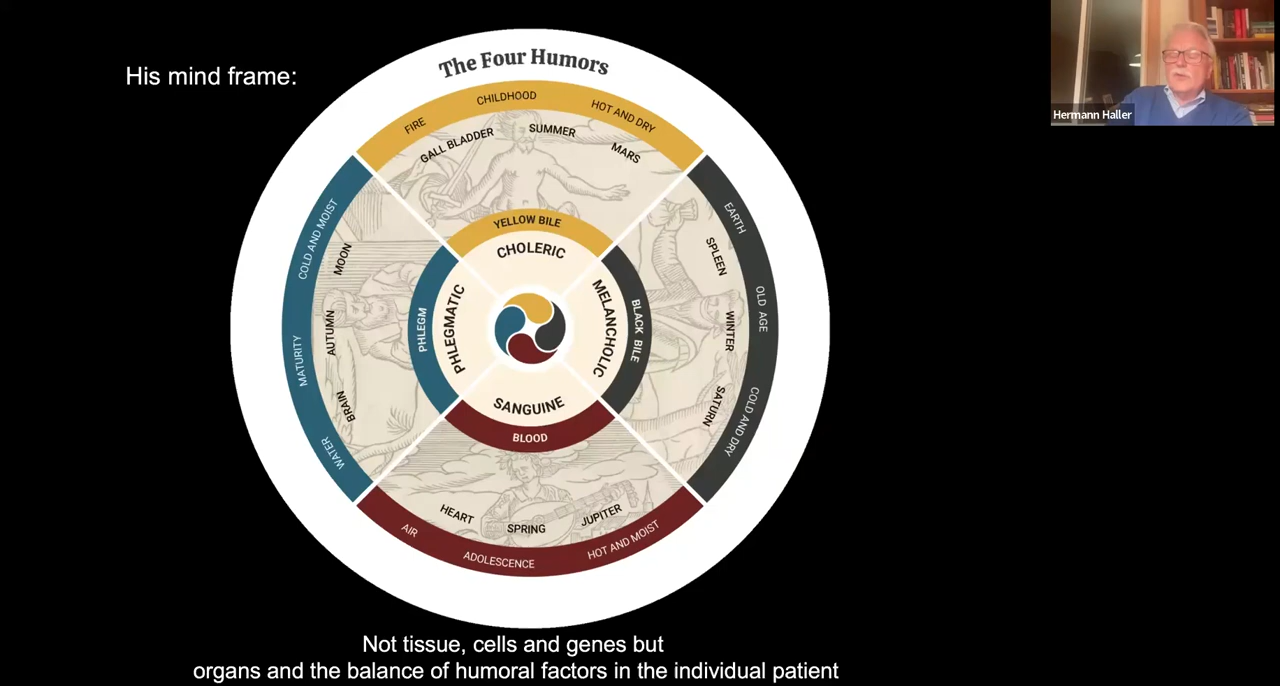 His mind frame:
The Four Humors
FIRE
CHILDHOOD
HOT AND DRY
GALL BLADDER
SUMMER
MARS
YELLOW BILE
CHOLERIC
COLD AND MOIST
MATURITY
WATER
MOON
AUTUMN
BRAIN
PHLEGM
PHLEGMATIC
MELANCHOLIC
BLACK BILE
SPLEEN
WINTER
SATURN
EARTH
OLD AGE
COLD AND DRY
SANGUINE
BLOOD
HEART
SPRING
JUPITER
AIR
ADOLESCENCE
HOT AND MOIST
Not tissue, cells and genes but
organs and the balance of humoral factors in the individual patient
Hermann Haller